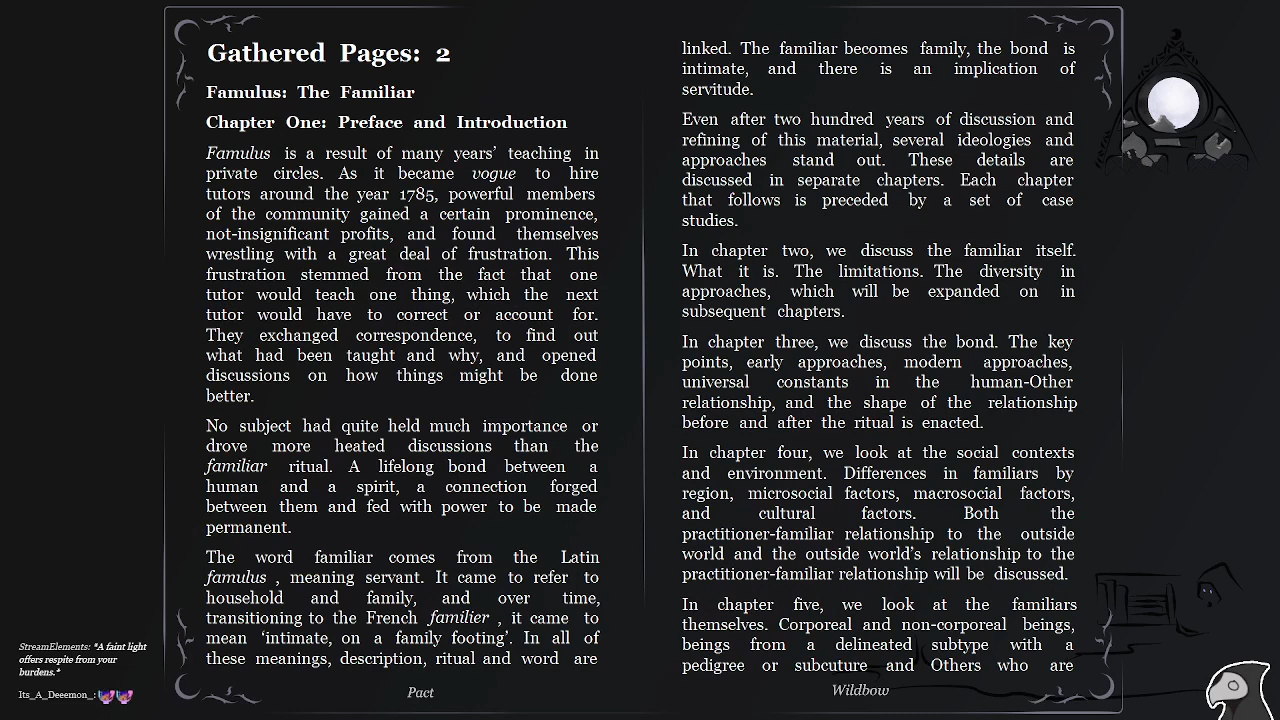 Gathered Pages: 2
Famulus: The Familiar
Chapter One: Preface and Introduction
Famulus is a result of many years' teaching in
private circles. As it became vogue to hire
tutors around the year 1785, powerful members
of the community gained a certain prominence,
not-insignificant profits, and found themselves
wrestling with a great deal of frustration. This
frustration stemmed from the fact that one
tutor would teach one thing, which the next
tutor would have to correct or account for.
They exchanged correspondence, to find out
what had been taught and why, and opened
discussions on how things might be done
better.
No subject had quite held much importance or
drove more heated discussions than the
familiar ritual. A lifelong bond between a
human and a spirit, a connection forged
between them and fed with power to be made
permanent.
The word familiar comes from the Latin
famulus , meaning servant. It came to refer to
household and family, and over time,
transitioning to the French familier , it came to
mean 'intimate, on a family footing'. In all of
these meanings, description, ritual and word are
Pact
linked. The familiar becomes family, the bond is
intimate, and there is an implication of
servitude.
Even after two hundred years of discussion and
refining of this material, several ideologies and
approaches stand out. These details are
discussed in separate chapters. Each chapter
that follows is preceded by a set of case
studies.
In chapter two, we discuss the familiar itself.
What it is. The limitations. The diversity in
approaches, which will be expanded on in
subsequent chapters.
In chapter three, we discuss the bond. The key
points, early approaches, modern approaches,
universal constants in the human-Other
relationship, and the shape of the relationship
before and after the ritual is enacted.
In chapter four, we look at the social contexts
and environment. Differences in familiars by
region, microsocial factors, macrosocial factors,
and cultural factors. Both the
practitioner-familiar relationship to the outside
world and the outside world's relationship to the
practitioner-familiar relationship will be discussed.
In chapter five, we look at the familiars
themselves. Corporeal and non-corporeal beings,
beings from a delineated subtype with a
pedigree or subcuture and Others who are
Wildbow
StreamElements: *A faint light
offers respite from your
burdens.*
Its_A_Deeemon_: